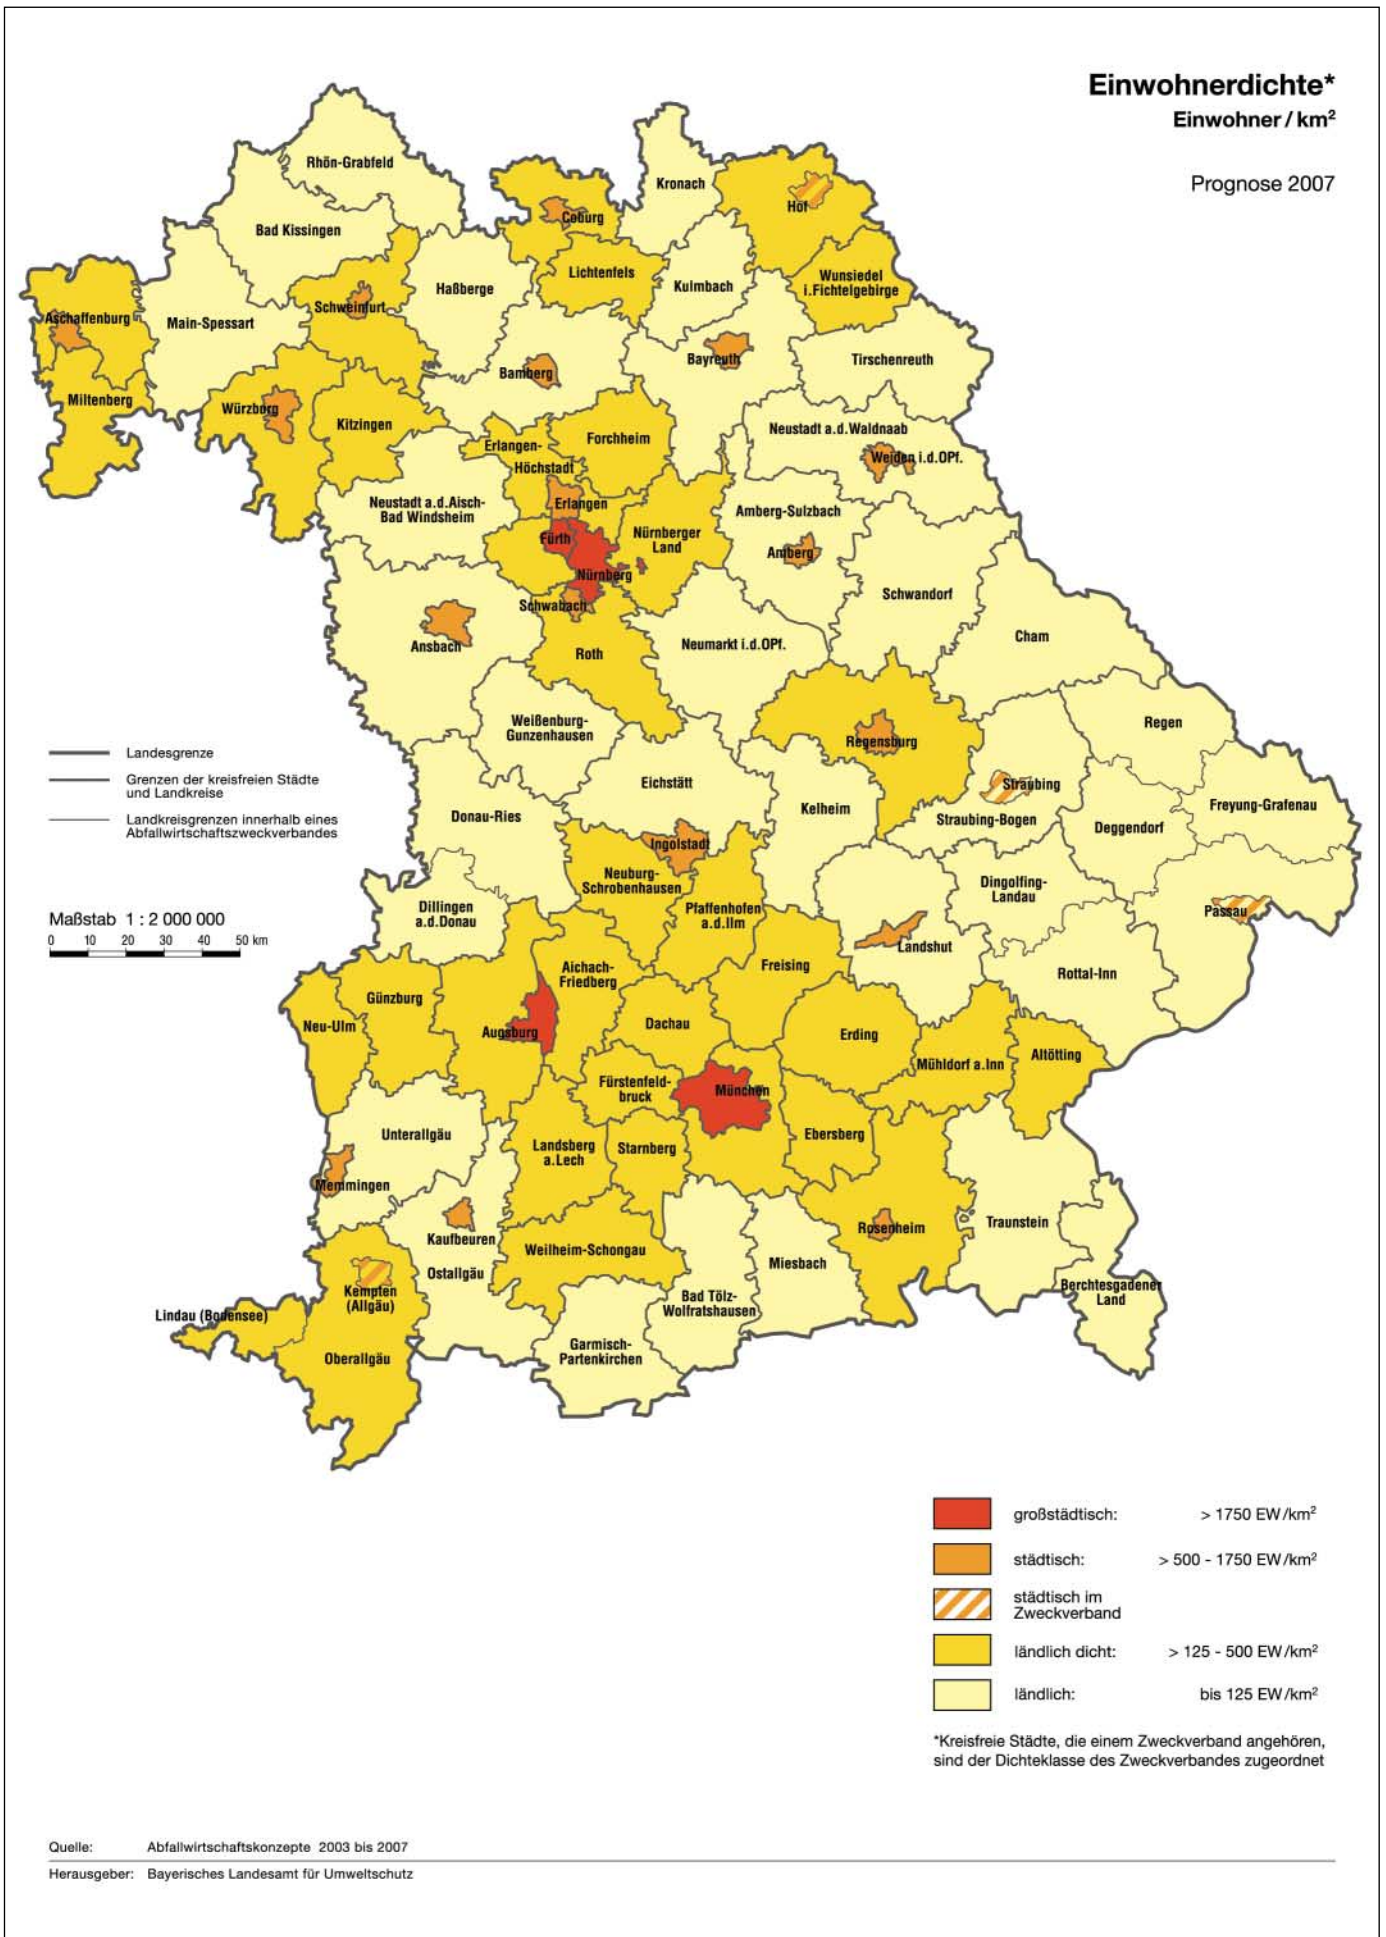 Einwohnerdichte*
Einwohner / km²
Prognose 2007
Rhön-Grabfeld
Kronach
Hof
Bad Kissingen
Coburg
Lichtenfels
Wunsiedel
i.Fichtelgebirge
Haßberge
Kulmbach
Schweinfurt
Aschaffenburg
Main-Spessart
Bayreuth
Tirschenreuth
Bamberg
Miltenberg
Würzburg
Kitzingen
Neustadt a.d.Waldnaab
Erlangen-
Höchstadt
Forchheim
Weiden i.d.OPf.
Neustadt a.d.Aisch-
Bad Windsheim
Erlangen
Amberg-Sulzbach
Fürth
Nürnberger
Land
Amberg
Nürnberg
Schwandorf
Schwabach
Cham
Ansbach
Roth
Neumarkt i.d.OPf.
Weißenburg-
Gunzenhausen
Regen
Regensburg
Landesgrenze
Grenzen der kreisfreien Städte
und Landkreise
Landkreisgrenzen innerhalb eines
Abfallwirtschaftszweckverbandes
Eichstätt
Straubing
Kelheim
Freyung-Grafenau
Donau-Ries
Straubing-Bogen
Deggendorf
Ingolstadt
Neuburg-
Schrobenhausen
Dingolfing-
Landau
Dillingen
a.d.Donau
Pfaffenhofen
a.d.Ilm
Passau
Maßstab 1 : 2 000 000
0 10 20 30 40 50 km
Landshut
Aichach-
Friedberg
Freising
Rottal-Inn
Günzburg
Neu-Ulm
Augsburg
Dachau
Erding
Mühldorf a.Inn
Altötting
Fürstenfeld-
bruck
München
Unterallgäu
Landsberg
a.Lech
Starnberg
Ebersberg
Memmingen
Kaufbeuren
Weilheim-Schongau
Rosenheim
Traunstein
Miesbach
Ostallgäu
Kempten
(Allgäu)
Bad Tölz-
Wolfratshausen
Berchtesgadener
Land
Lindau (Bodensee)
Oberallgäu
Garmisch-
Partenkirchen
großstädtisch: > 1750 EW/km²
städtisch: > 500 - 1750 EW/km²
städtisch im
Zweckverband
ländlich dicht: > 125 - 500 EW/km²
ländlich: bis 125 EW/km²
*Kreisfreie Städte, die einem Zweckverband angehören,
sind der Dichteklasse des Zweckverbandes zugeordnet
Quelle: Abfallwirtschaftskonzepte 2003 bis 2007
Herausgeber: Bayerisches Landesamt für Umweltschutz